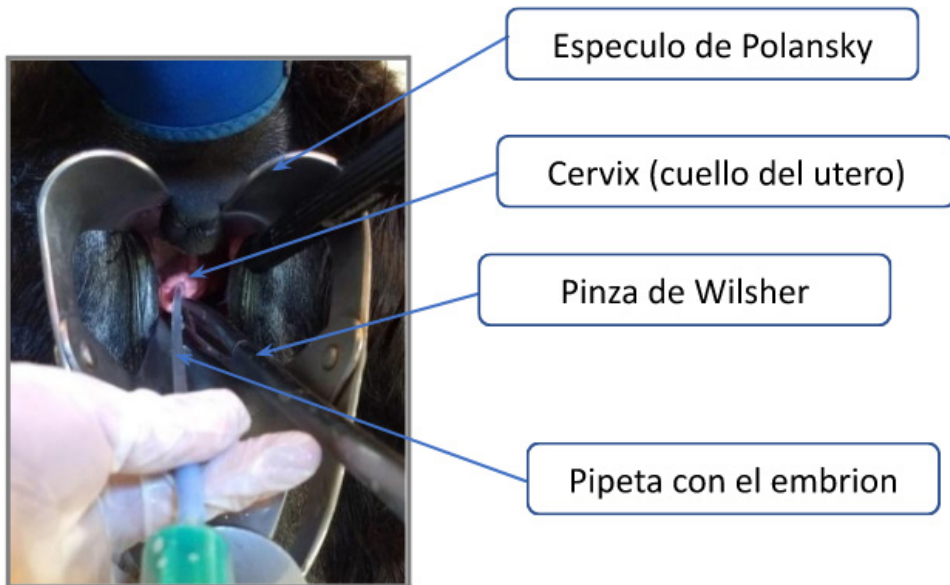 Especulo de Polansky
Cervix (cuello del utero)
Pinza de Wilsher
Pipeta con el embrion